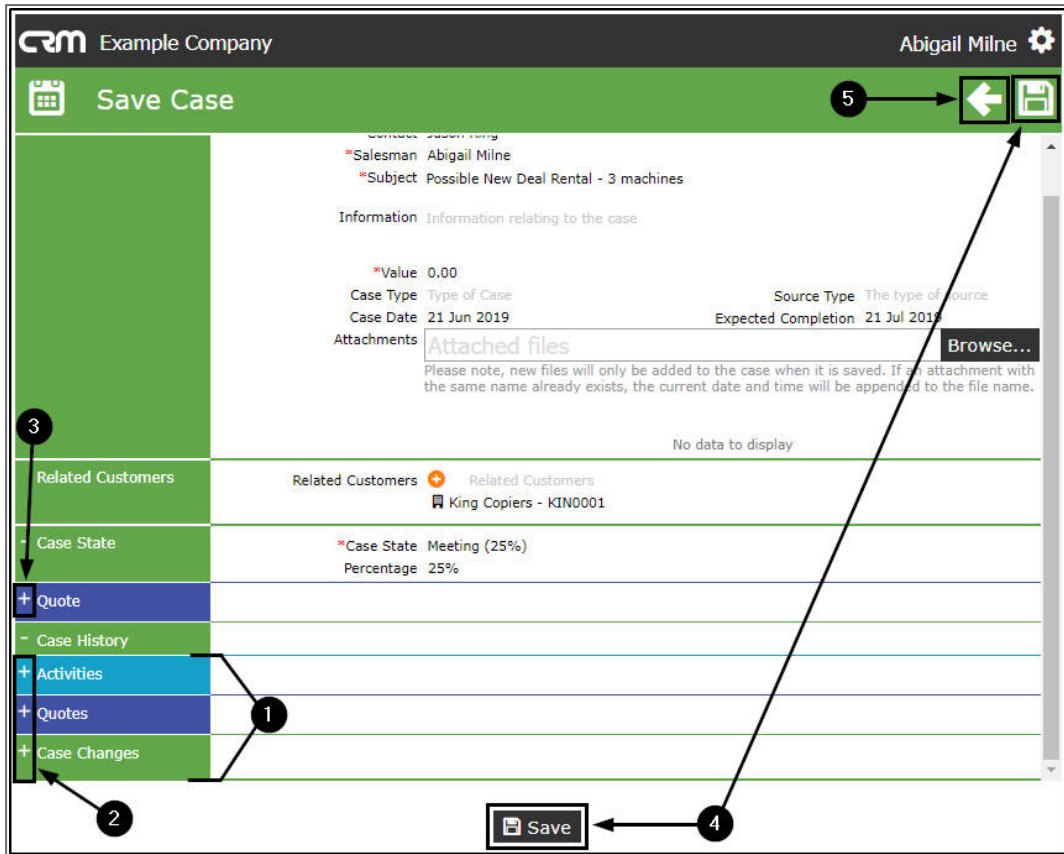 CRM Example Company
Abigail Milne
Save Case
5
*Salesman Abigail Milne
*Subject Possible New Deal Rental - 3 machines
Information Information relating to the case
*Value 0.00
Case Type Type of Case
Source Type The type of source
Case Date 21 Jun 2019
Expected Completion 21 Jul 2019
Attachments Attached files Browse...
Please note, new files will only be added to the case when it is saved. If an attachment with
the same name already exists, the current date and time will be appended to the file name.
3
No data to display
Related Customers
Related Customers Related Customers
King Copiers - KIN0001
- Case State
*Case State Meeting (25%)
Percentage 25%
+ Quote
- Case History
+ Activities
+ Quotes
1
+ Case Changes
2
Save
4